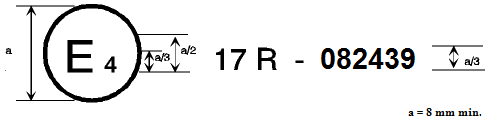 a E 4 a/3 a/2 17 R - 082439 a/3
a = 8 mm min.